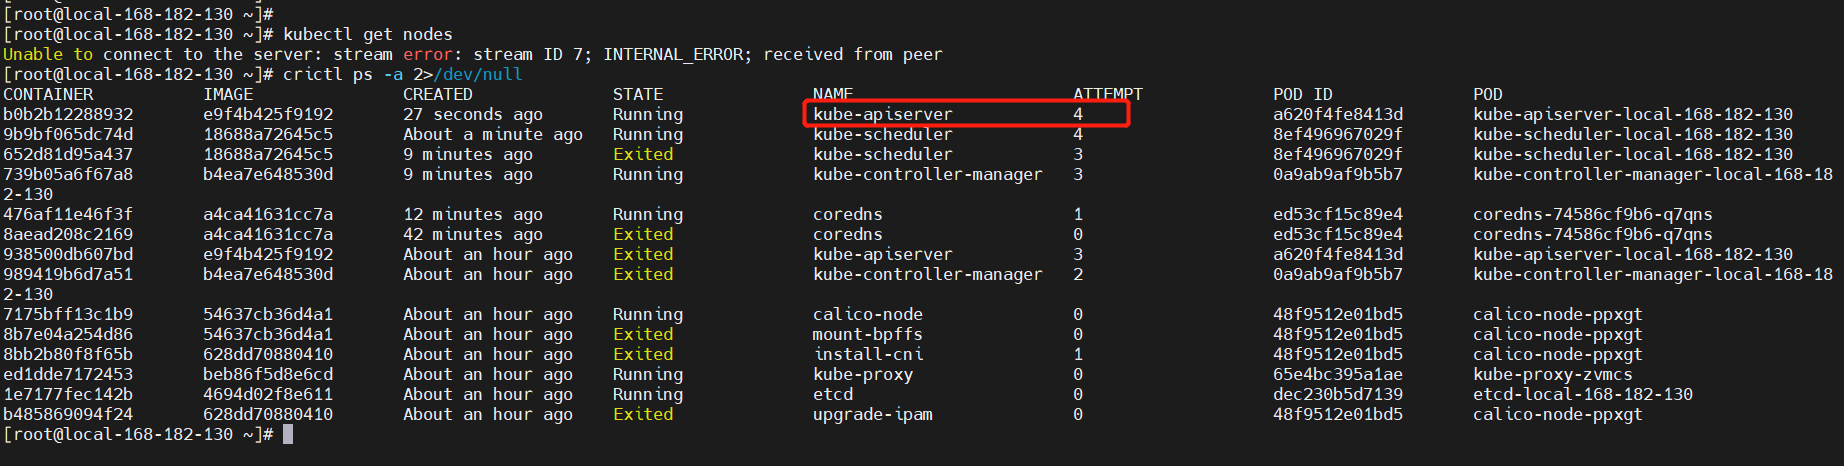 [root@local-168-182-130 ~]#
[root@local-168-182-130 ~]# kubectl get nodes
Unable to connect to the server: stream error: stream ID 7; INTERNAL_ERROR; received from peer
[root@local-168-182-130 ~]# crictl ps -a 2>/dev/null
CONTAINER IMAGE CREATED STATE NAME ATTEMPT POD ID POD
b0b2b12288932 e9f4b425f9192 27 seconds ago Running kube-apiserver 4 a620f4fe8413d kube-apiserver-local-168-182-130
9b9bf065dc74d 18688a72645c5 About a minute ago Running kube-scheduler 4 8ef496967029f kube-scheduler-local-168-182-130
652d81d95a437 18688a72645c5 9 minutes ago Exited kube-scheduler 3 8ef496967029f kube-scheduler-local-168-182-130
739b05a6f67a8 b4ea7e648530d 9 minutes ago Running kube-controller-manager 3 0a9ab9af9b5b7 kube-controller-manager-local-168-18
2-130
476af11e46f3f a4ca41631cc7a 12 minutes ago Running coredns 1 ed53cf15c89e4 coredns-74586cf9b6-q7qns
8aead208c2169 a4ca41631cc7a 42 minutes ago Exited coredns 0 ed53cf15c89e4 coredns-74586cf9b6-q7qns
938500db607bd e9f4b425f9192 About an hour ago Exited kube-apiserver 3 a620f4fe8413d kube-apiserver-local-168-182-130
989419b6d7a51 b4ea7e648530d About an hour ago Exited kube-controller-manager 2 0a9ab9af9b5b7 kube-controller-manager-local-168-18
2-130
7175bff13c1b9 54637cb36d4a1 About an hour ago Running calico-node 0 48f9512e01bd5 calico-node-ppxgt
8b7e04a254d86 54637cb36d4a1 About an hour ago Exited mount-bpffs 0 48f9512e01bd5 calico-node-ppxgt
8bb2b80f8f65b 628dd70880410 About an hour ago Exited install-cni 1 48f9512e01bd5 calico-node-ppxgt
ed1dde7172453 beb86f5d8e6cd About an hour ago Running kube-proxy 0 65e4bc395a1ae kube-proxy-zvmcs
1e7177fec142b 4694d02f8e611 About an hour ago Running etcd 0 dec230b5d7139 etcd-local-168-182-130
b485869094f24 628dd70880410 About an hour ago Exited upgrade-ipam 0 48f9512e01bd5 calico-node-ppxgt
[root@local-168-182-130 ~]#